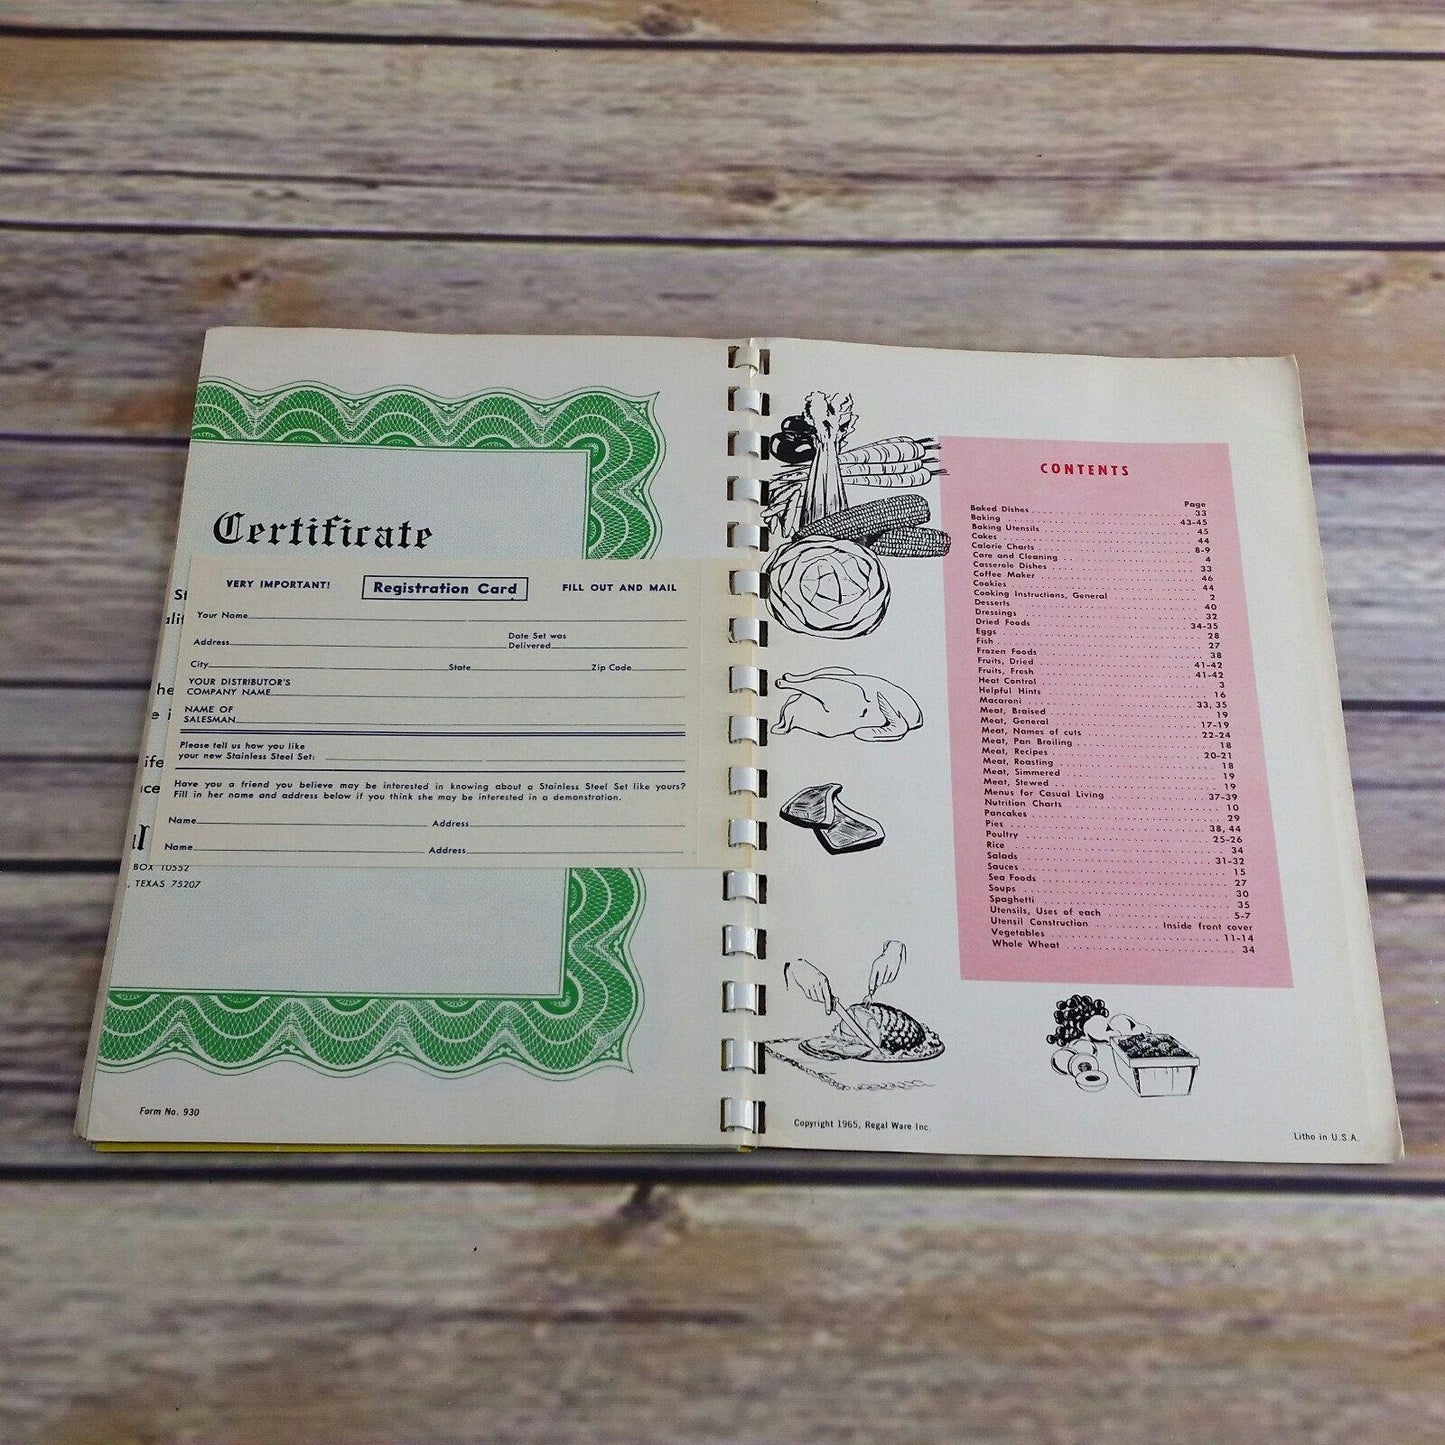 Certificate
VERY IMPORTANT! Registration Card FILL OUT AND MAIL
Your Name
Address Date Set was Delivered
City State Zip Code
YOUR DISTRIBUTOR'S
COMPANY NAME
NAME OF
SALESMAN
Please tell us how you like
your new Stainless Steel Set:
Have you a friend you believe may be interested in knowing about a Stainless Steel Set like yours?
Fill in her name and address below if you think she may be interested in a demonstration.
Name Address
Name Address
BOX 10552
, TEXAS 75207
Form No. 930
CONTENTS
Page
Baked Dishes 33
Baking 43-45
Baking Utensils 45
Cakes 44
Calorie Charts 8-9
Care and Cleaning 4
Casserole Dishes 33
Coffee Maker 46
Cookies 44
Cooking Instructions, General 2
Desserts 40
Dressings 32
Dried Foods 34-35
Eggs 28
Fish 27
Frozen Foods 38
Fruits, Dried 41-42
Fruits, Fresh 41-42
Heat Control 3
Helpful Hints 16
Macaroni 33, 35
Meat, Braised 19
Meat, General 17-19
Meat, Names of cuts 22-24
Meat, Pan Broiling 18
Meat, Recipes 20-21
Meat, Roasting 18
Meat, Simmered 19
Meat, Stewed 19
Menus for Casual Living 37-39
Nutrition Charts 10
Pancakes 29
Pies 38, 44
Poultry 25-26
Rice 34
Salads 31-32
Sauces 15
Sea Foods 27
Soups 30
Spaghetti 35
Utensils, Uses of each 5-7
Utensil Construction Inside front cover
Vegetables 11-14
Whole Wheat 34
Copyright 1965, Regal Ware Inc.
Litho in U.S.A.